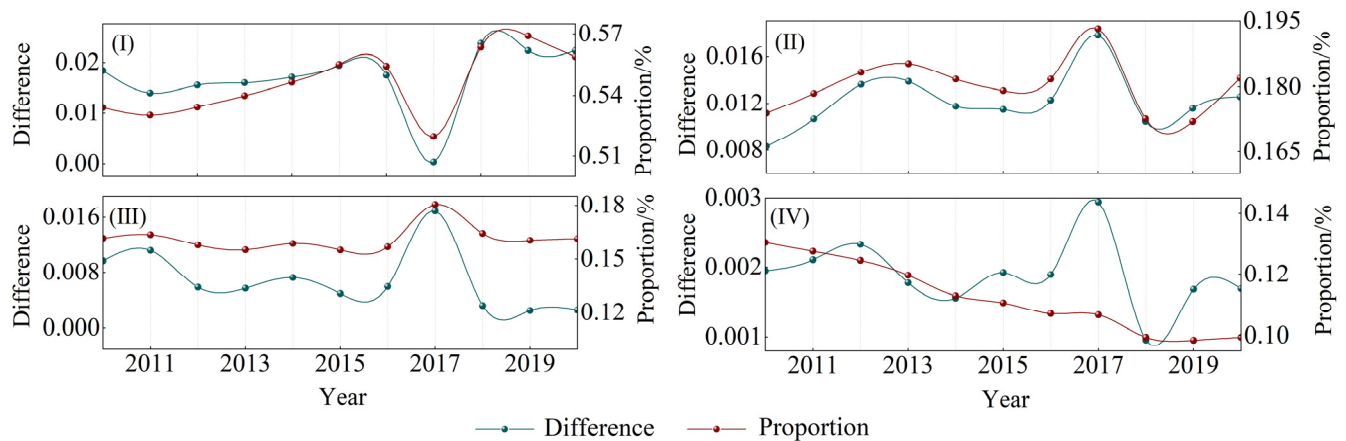 (I)
Difference
0.02
0.01
0.00
0.57
0.54
0.51
Proportion/%
(II)
Difference
0.016
0.012
0.008
0.195
0.180
0.165
Proportion/%
(III)
Difference
0.016
0.008
0.000
0.18
0.15
0.12
Proportion/%
2011 2013 2015 2017 2019
Year
(IV)
Difference
0.003
0.002
0.001
0.14
0.12
0.10
Proportion/%
2011 2013 2015 2017 2019
Year
Difference Proportion